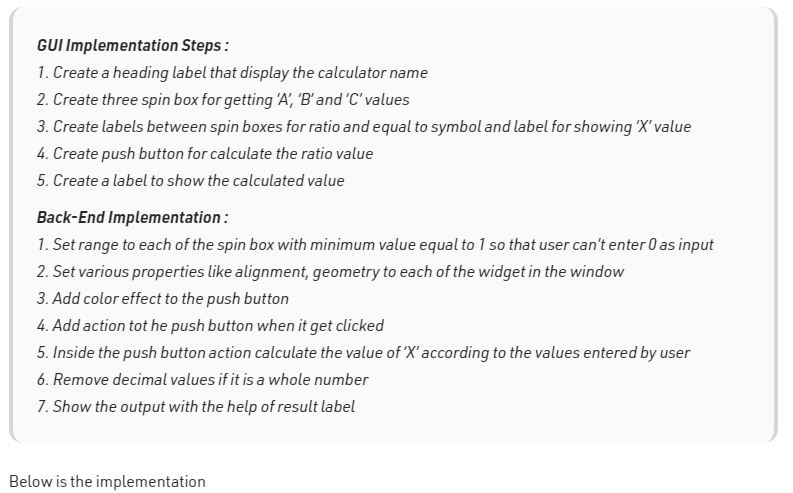 GUI Implementation Steps :
1. Create a heading label that display the calculator name
2. Create three spin box for getting ‘A’, ‘B’ and ‘C’ values
3. Create labels between spin boxes for ratio and equal to symbol and label for showing ‘X’ value
4. Create push button for calculate the ratio value
5. Create a label to show the calculated value
Back-End Implementation :
1. Set range to each of the spin box with minimum value equal to 1 so that user can’t enter 0 as input
2. Set various properties like alignment, geometry to each of the widget in the window
3. Add color effect to the push button
4. Add action tot he push button when it get clicked
5. Inside the push button action calculate the value of ‘X’ according to the values entered by user
6. Remove decimal values if it is a whole number
7. Show the output with the help of result label
Below is the implementation